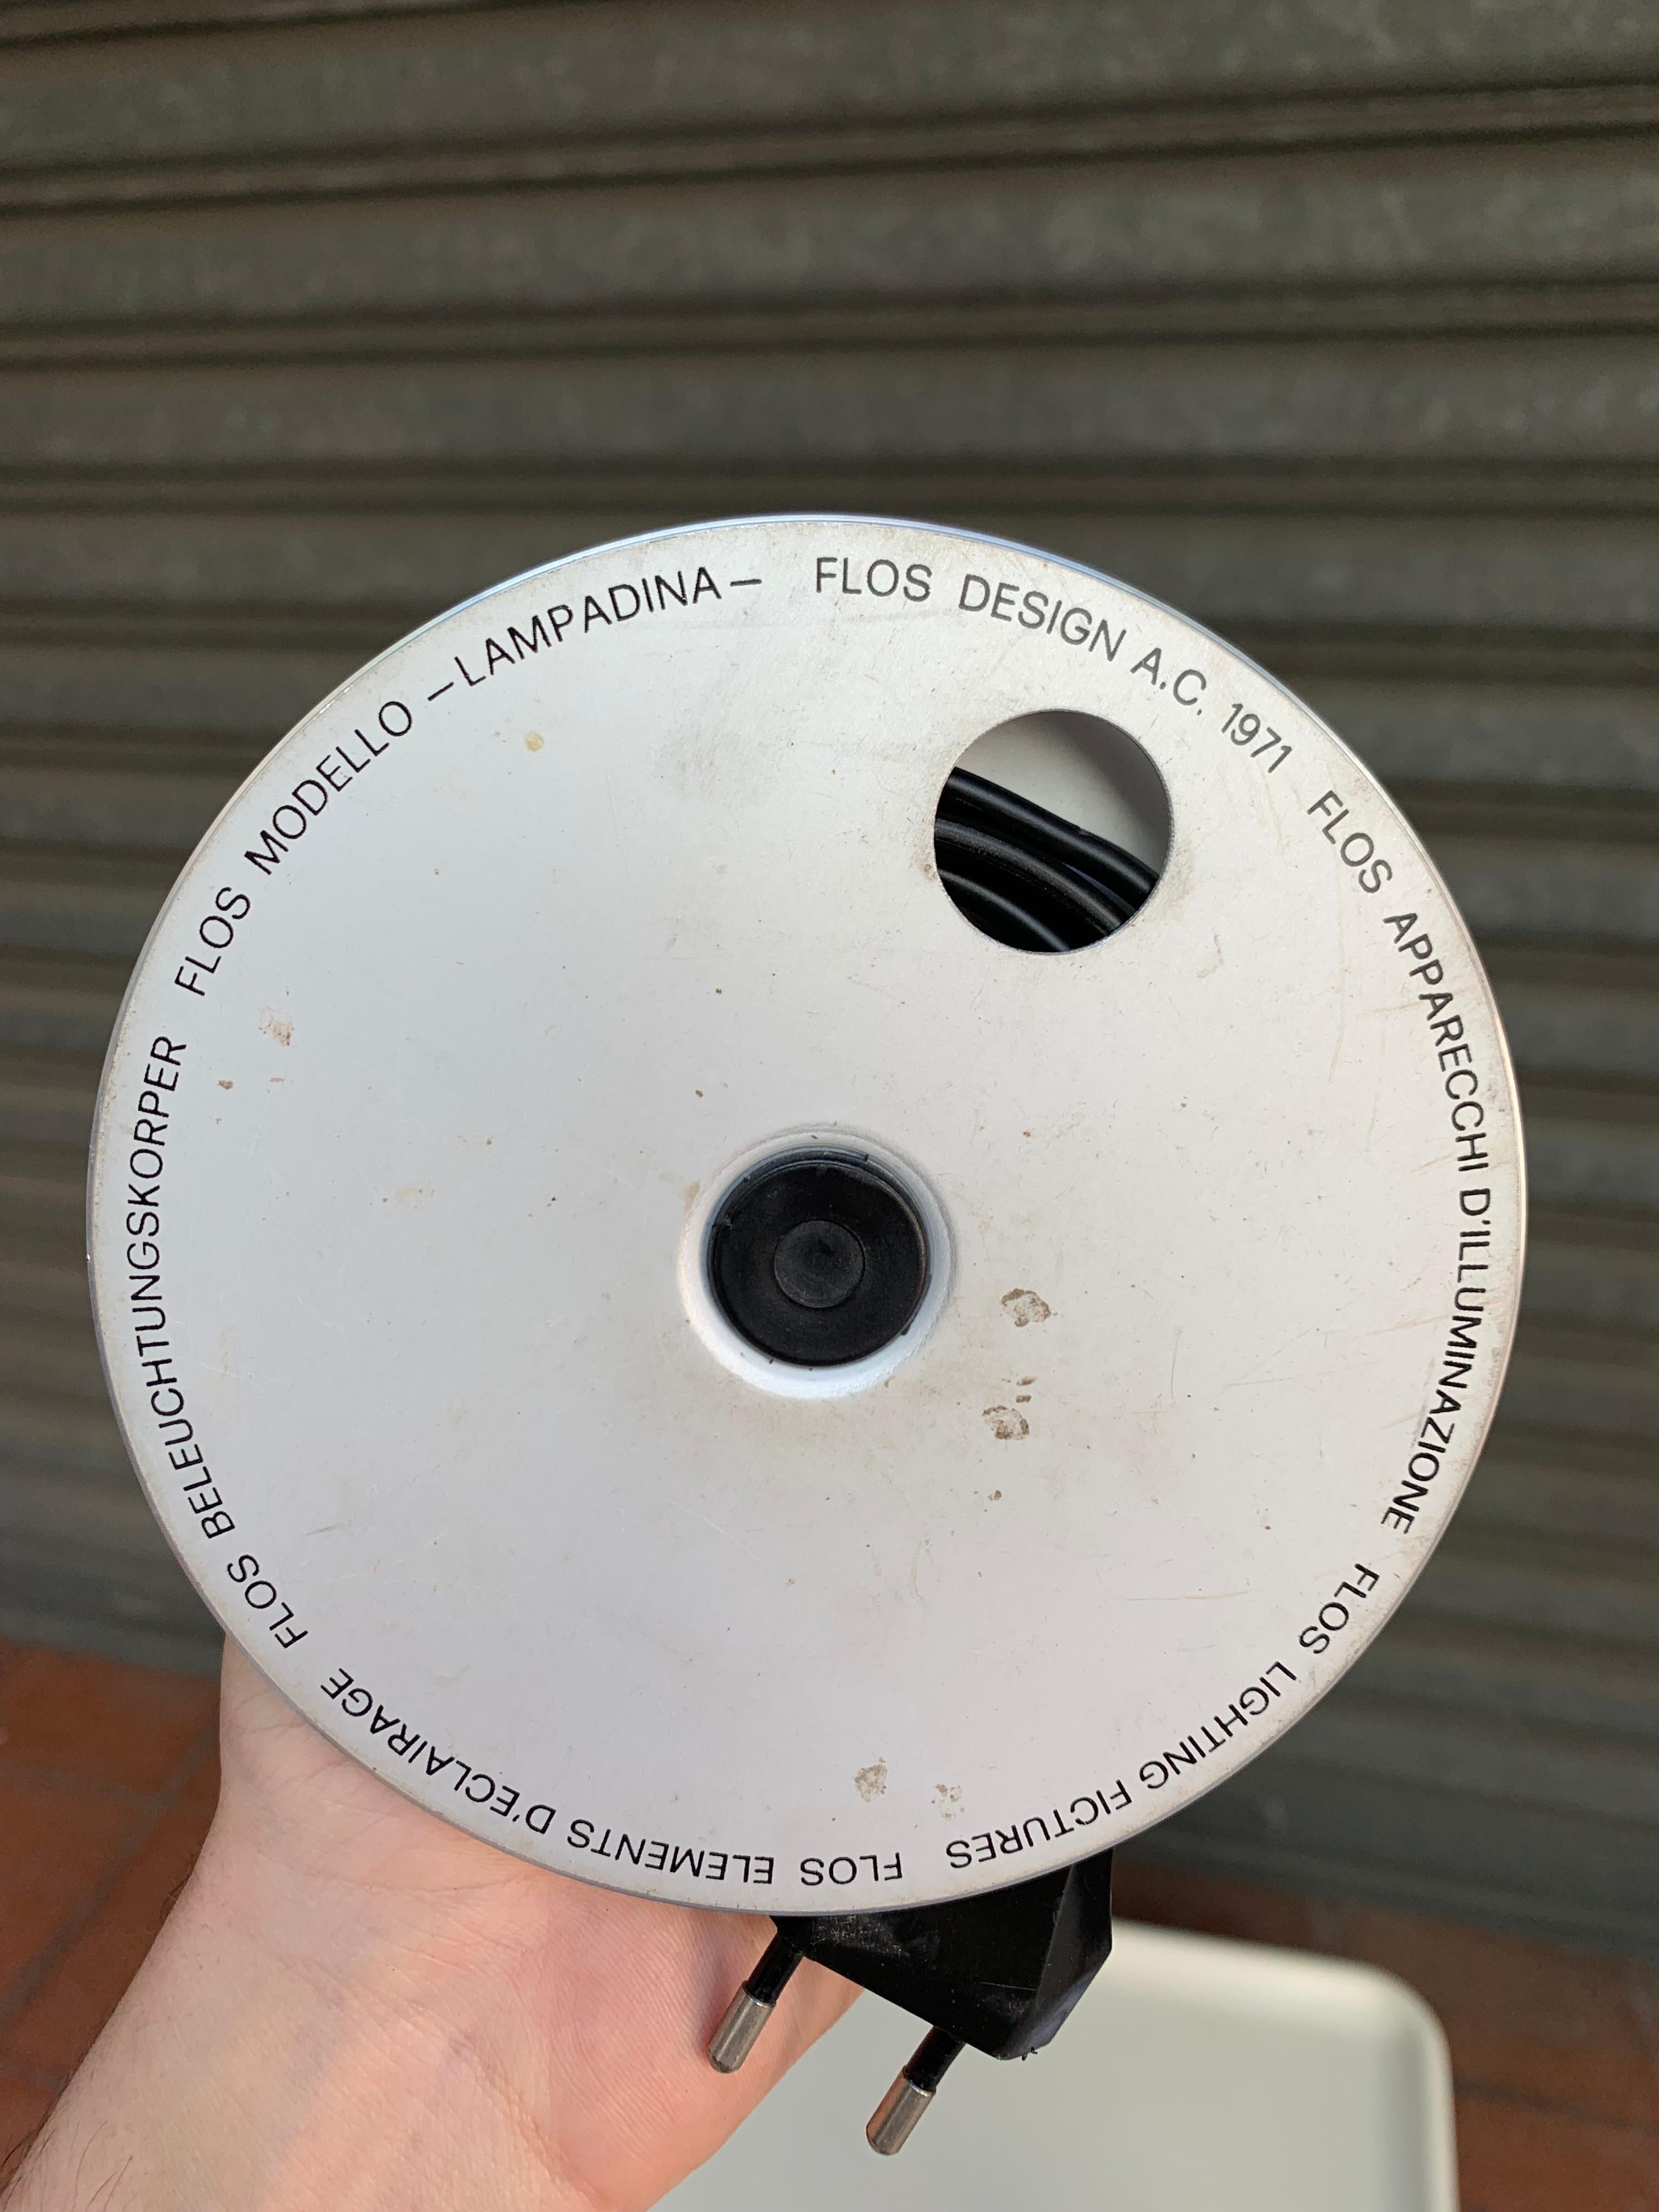 FLOS MODELLO –LAMPADINA–
FLOS DESIGN A.C. 1971
FLOS APPARECCHI D'ILLUMINAZIONE
FLOS LIGHTING FICTURES
FLOS ELEMENTS D'ECLAIRAGE
FLOS BELEUCHTUNGSKORPER